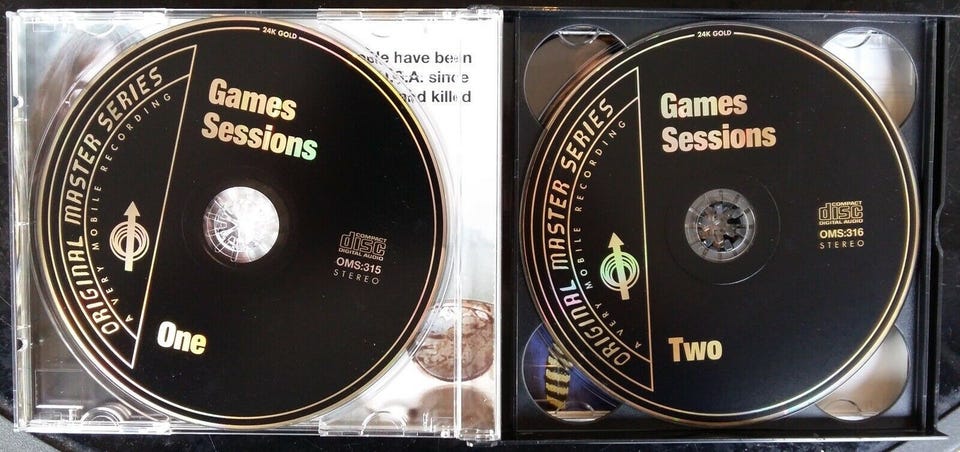 24K GOLD
ORIGINAL MASTER SERIES
A VERY MOBILE RECORDING
Games
Sessions
COMPACT
disc
DIGITAL AUDIO
OMS:315
STEREO
One
have been
S.A. since
and killed
24K GOLD
ORIGINAL MASTER SERIES
A VERY MOBILE RECORDING
Games
Sessions
COMPACT
disc
DIGITAL AUDIO
OMS:316
STEREO
Two